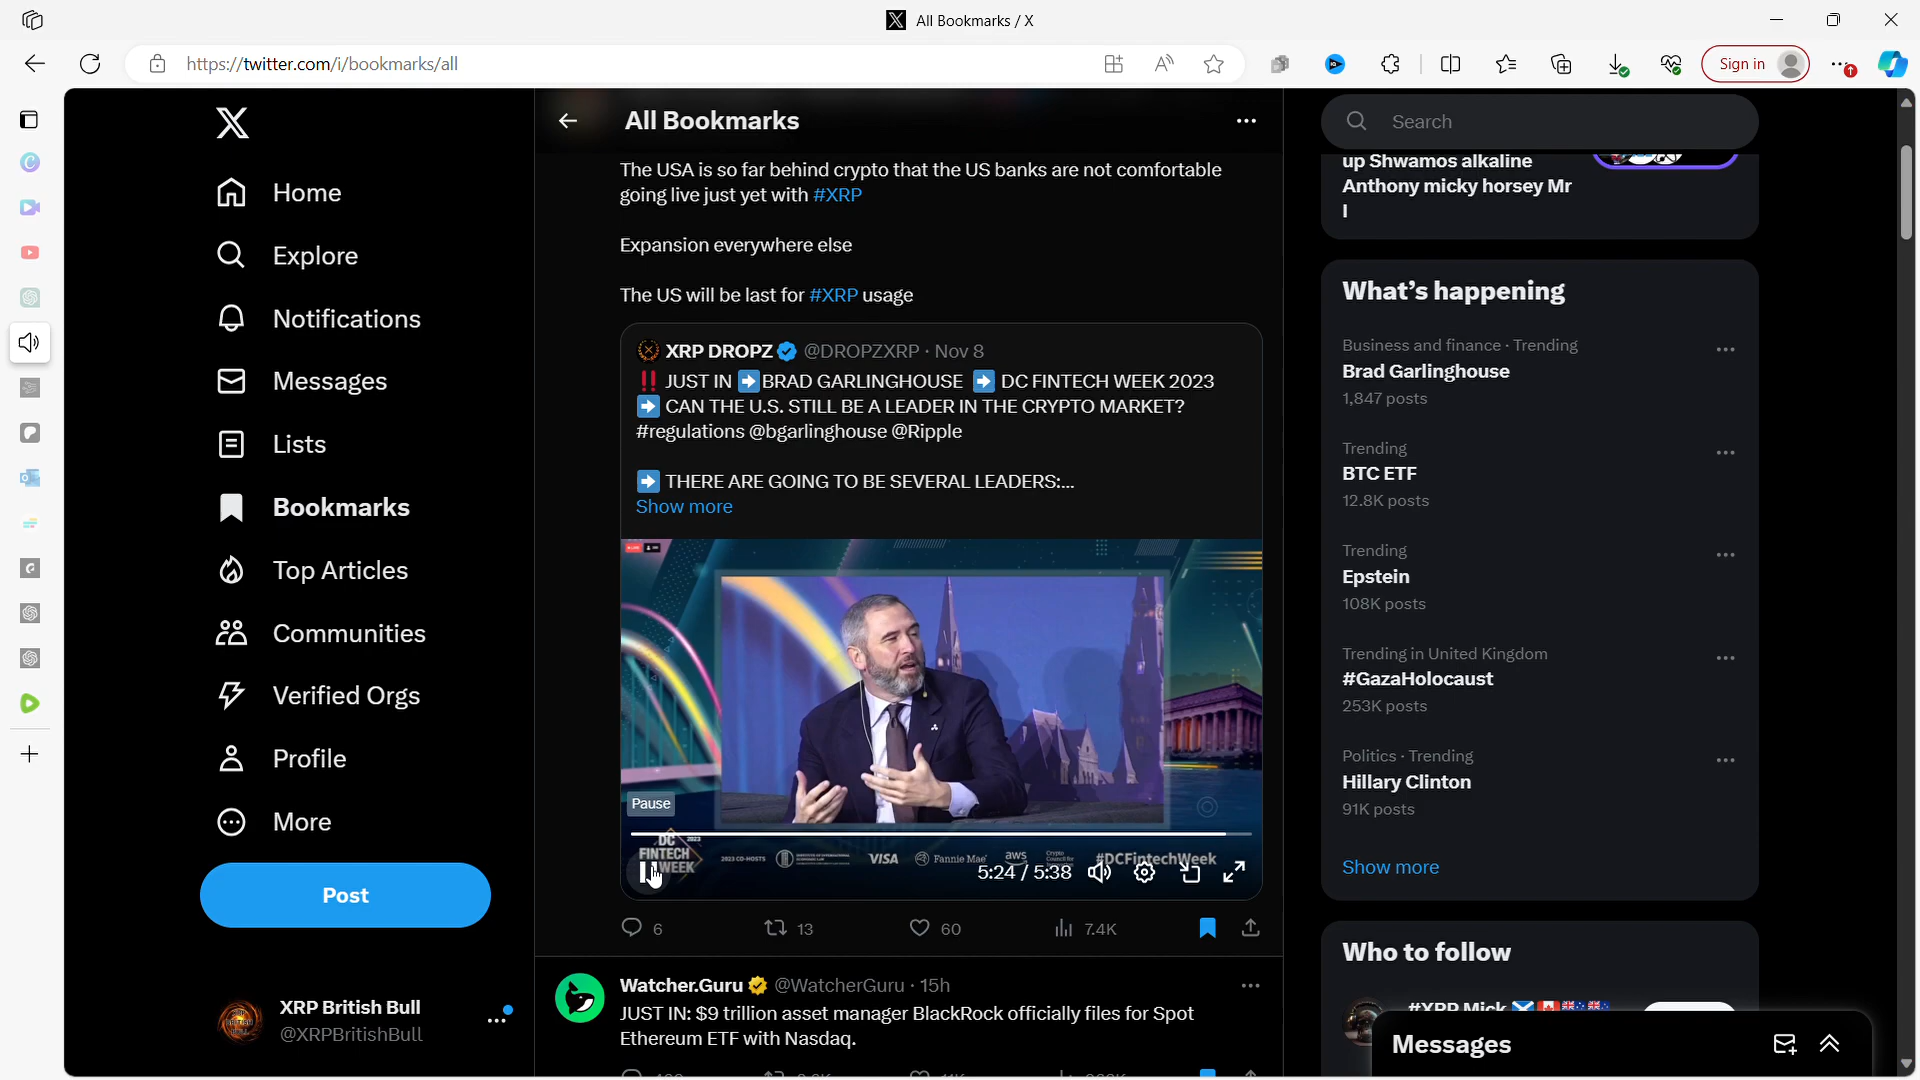 All Bookmarks / X
https://twitter.com/i/bookmarks/all
Sign in
Home
Explore
Notifications
Messages
Lists
Bookmarks
Top Articles
Communities
Verified Orgs
Profile
More
Post
XRP British Bull
@XRPBritishBull
All Bookmarks
The USA is so far behind crypto that the US banks are not comfortable
going live just yet with #XRP
Expansion everywhere else
The US will be last for #XRP usage
XRP DROPZ @DROPZXRP · Nov 8
‼️ JUST IN ➡️BRAD GARLINGHOUSE ➡️ DC FINTECH WEEK 2023
➡️ CAN THE U.S. STILL BE A LEADER IN THE CRYPTO MARKET?
#regulations @bgarlinghouse @Ripple
➡️ THERE ARE GOING TO BE SEVERAL LEADERS:...
Show more
Pause
DC 2023
FINTECH
WEEK
2023 CO-HOSTS
VISA
Fannie Mae
aws
Crypto
#DCFintechWeek
5:24 / 5:38
6
13
60
7.4K
Watcher.Guru @WatcherGuru · 15h
JUST IN: $9 trillion asset manager BlackRock officially files for Spot
Ethereum ETF with Nasdaq.
Search
up Shwamos alkaline
Anthony micky horsey Mr
I
What's happening
Business and finance · Trending
Brad Garlinghouse
1,847 posts
Trending
BTC ETF
12.8K posts
Trending
Epstein
108K posts
Trending in United Kingdom
#GazaHolocaust
253K posts
Politics · Trending
Hillary Clinton
91K posts
Show more
Who to follow
#XRP Mick
Messages